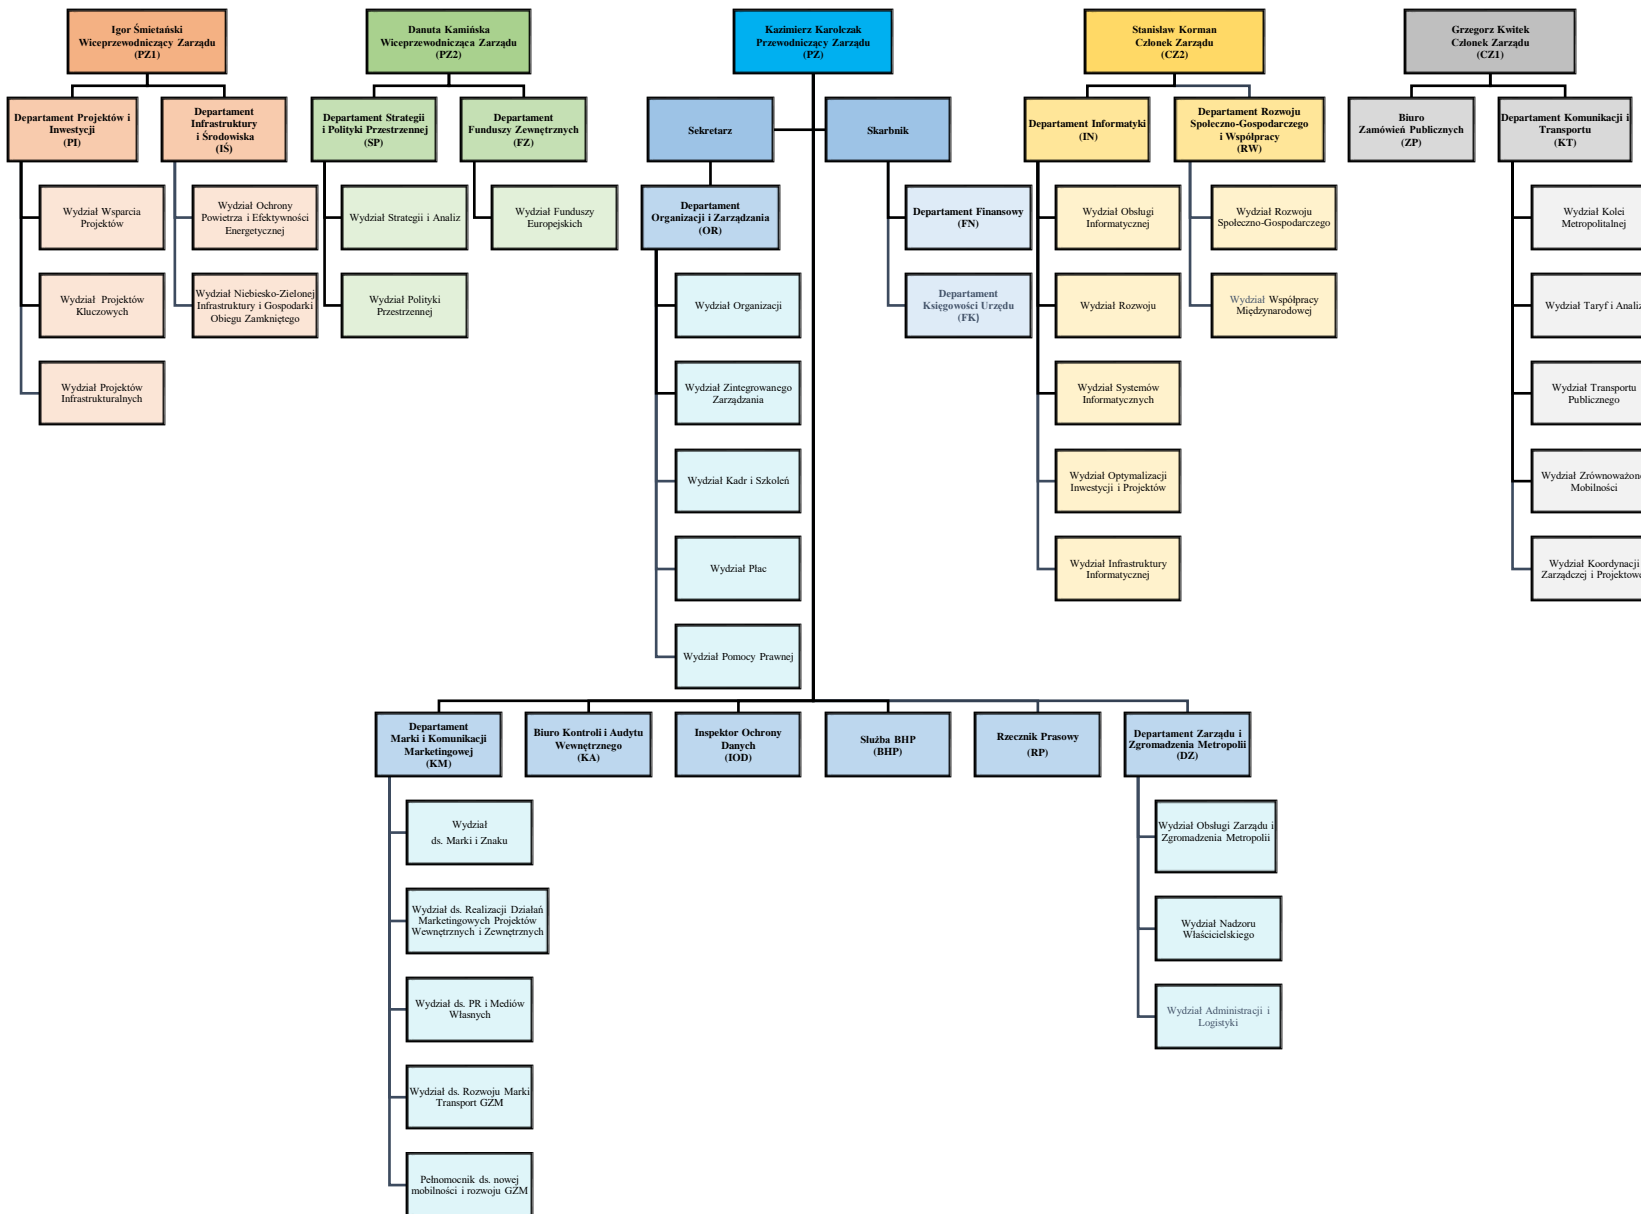 Igor Śmietański
Wiceprzewodniczący Zarządu
(PZ1)
Danuta Kamińska
Wiceprzewodnicząca Zarządu
(PZ2)
Kazimierz Karolczak
Przewodniczący Zarządu
(PZ)
Stanisław Korman
Członek Zarządu
(CZ2)
Grzegorz Kwitek
Członek Zarządu
(CZ1)
Departament Projektów i
Inwestycji
(PI)
Departament
Infrastruktury
i Środowiska
(IŚ)
Departament Strategii
i Polityki Przestrzennej
(SP)
Departament
Funduszy Zewnętrznych
(FZ)
Sekretarz
Skarbnik
Departament Informatyki
(IN)
Departament Rozwoju
Społeczno-Gospodarczego
i Współpracy
(RW)
Biuro
Zamówień Publicznych
(ZP)
Departament Komunikacji i
Transportu
(KT)
Wydział Wsparcia
Projektów
Wydział Projektów
Kluczowych
Wydział Projektów
Infrastrukturalnych
Wydział Ochrony
Powietrza i Efektywności
Energetycznej
Wydział Niebiesko-Zielonej
Infrastruktury i Gospodarki
Obiegu Zamkniętego
Wydział Strategii i Analiz
Wydział Polityki
Przestrzennej
Wydział Funduszy
Europejskich
Departament
Organizacji i Zarządzania
(OR)
Wydział Organizacji
Wydział Zintegrowanego
Zarządzania
Wydział Kadr i Szkoleń
Wydział Płac
Wydział Pomocy Prawnej
Departament Finansowy
(FN)
Departament
Księgowości Urzędu
(FK)
Wydział Obsługi
Informatycznej
Wydział Rozwoju
Wydział Systemów
Informatycznych
Wydział Optymalizacji
Inwestycji i Projektów
Wydział Infrastruktury
Informatycznej
Wydział Rozwoju
Społeczno-Gospodarczego
Wydział Współpracy
Międzynarodowej
Wydział Kolei
Metropolitalnej
Wydział Taryf i Analiz
Wydział Transportu
Publicznego
Wydział Zrównoważone
Mobilności
Wydział Koordynacji
Zarządczej i Projektowe
Departament
Marki i Komunikacji
Marketingowej
(KM)
Biuro Kontroli i Audytu
Wewnętrznego
(KA)
Inspektor Ochrony
Danych
(IOD)
Służba BHP
(BHP)
Rzecznik Prasowy
(RP)
Departament Zarządu i
Zgromadzenia Metropolii
(DZ)
Wydział
ds. Marki i Znaku
Wydział ds. Realizacji Działań
Marketingowych Projektów
Wewnętrznych i Zewnętrznych
Wydział ds. PR i Mediów
Własnych
Wydział ds. Rozwoju Marki
Transport GZM
Pełnomocnik ds. nowej
mobilności i rozwoju GZM
Wydział Obsługi Zarządu i
Zgromadzenia Metropolii
Wydział Nadzoru
Właścicielskiego
Wydział Administracji i
Logistyki